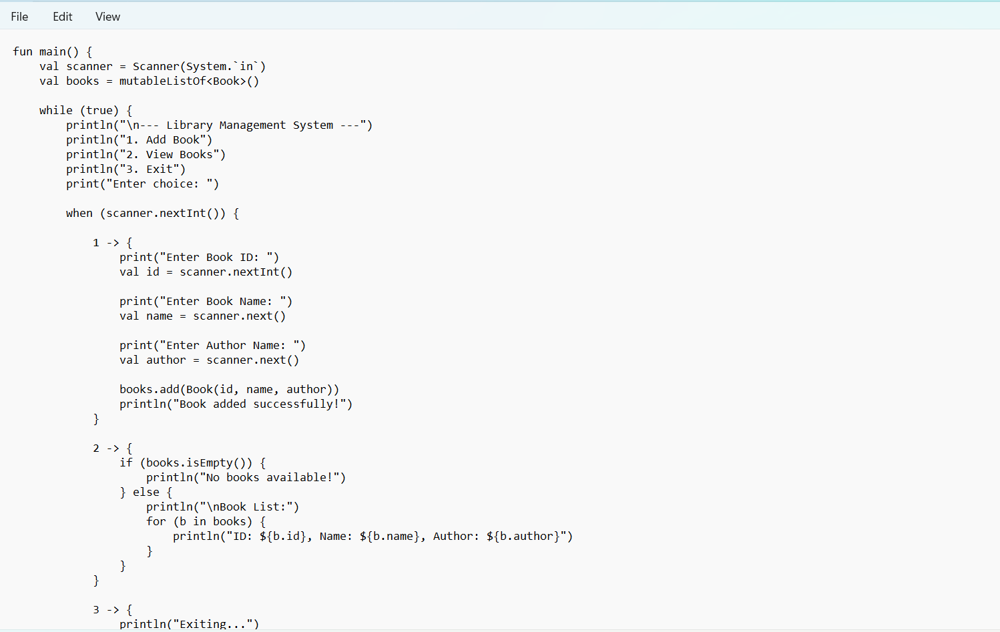 File Edit View
fun main() {
    val scanner = Scanner(System.`in`)
    val books = mutableListOf<Book>()

    while (true) {
        println("\n--- Library Management System ---")
        println("1. Add Book")
        println("2. View Books")
        println("3. Exit")
        print("Enter choice: ")

        when (scanner.nextInt()) {

            1 -> {
                print("Enter Book ID: ")
                val id = scanner.nextInt()

                print("Enter Book Name: ")
                val name = scanner.next()

                print("Enter Author Name: ")
                val author = scanner.next()

                books.add(Book(id, name, author))
                println("Book added successfully!")
            }

            2 -> {
                if (books.isEmpty()) {
                    println("No books available!")
                } else {
                    println("\nBook List:")
                    for (b in books) {
                        println("ID: ${b.id}, Name: ${b.name}, Author: ${b.author}")
                    }
                }
            }

            3 -> {
                println("Exiting...")